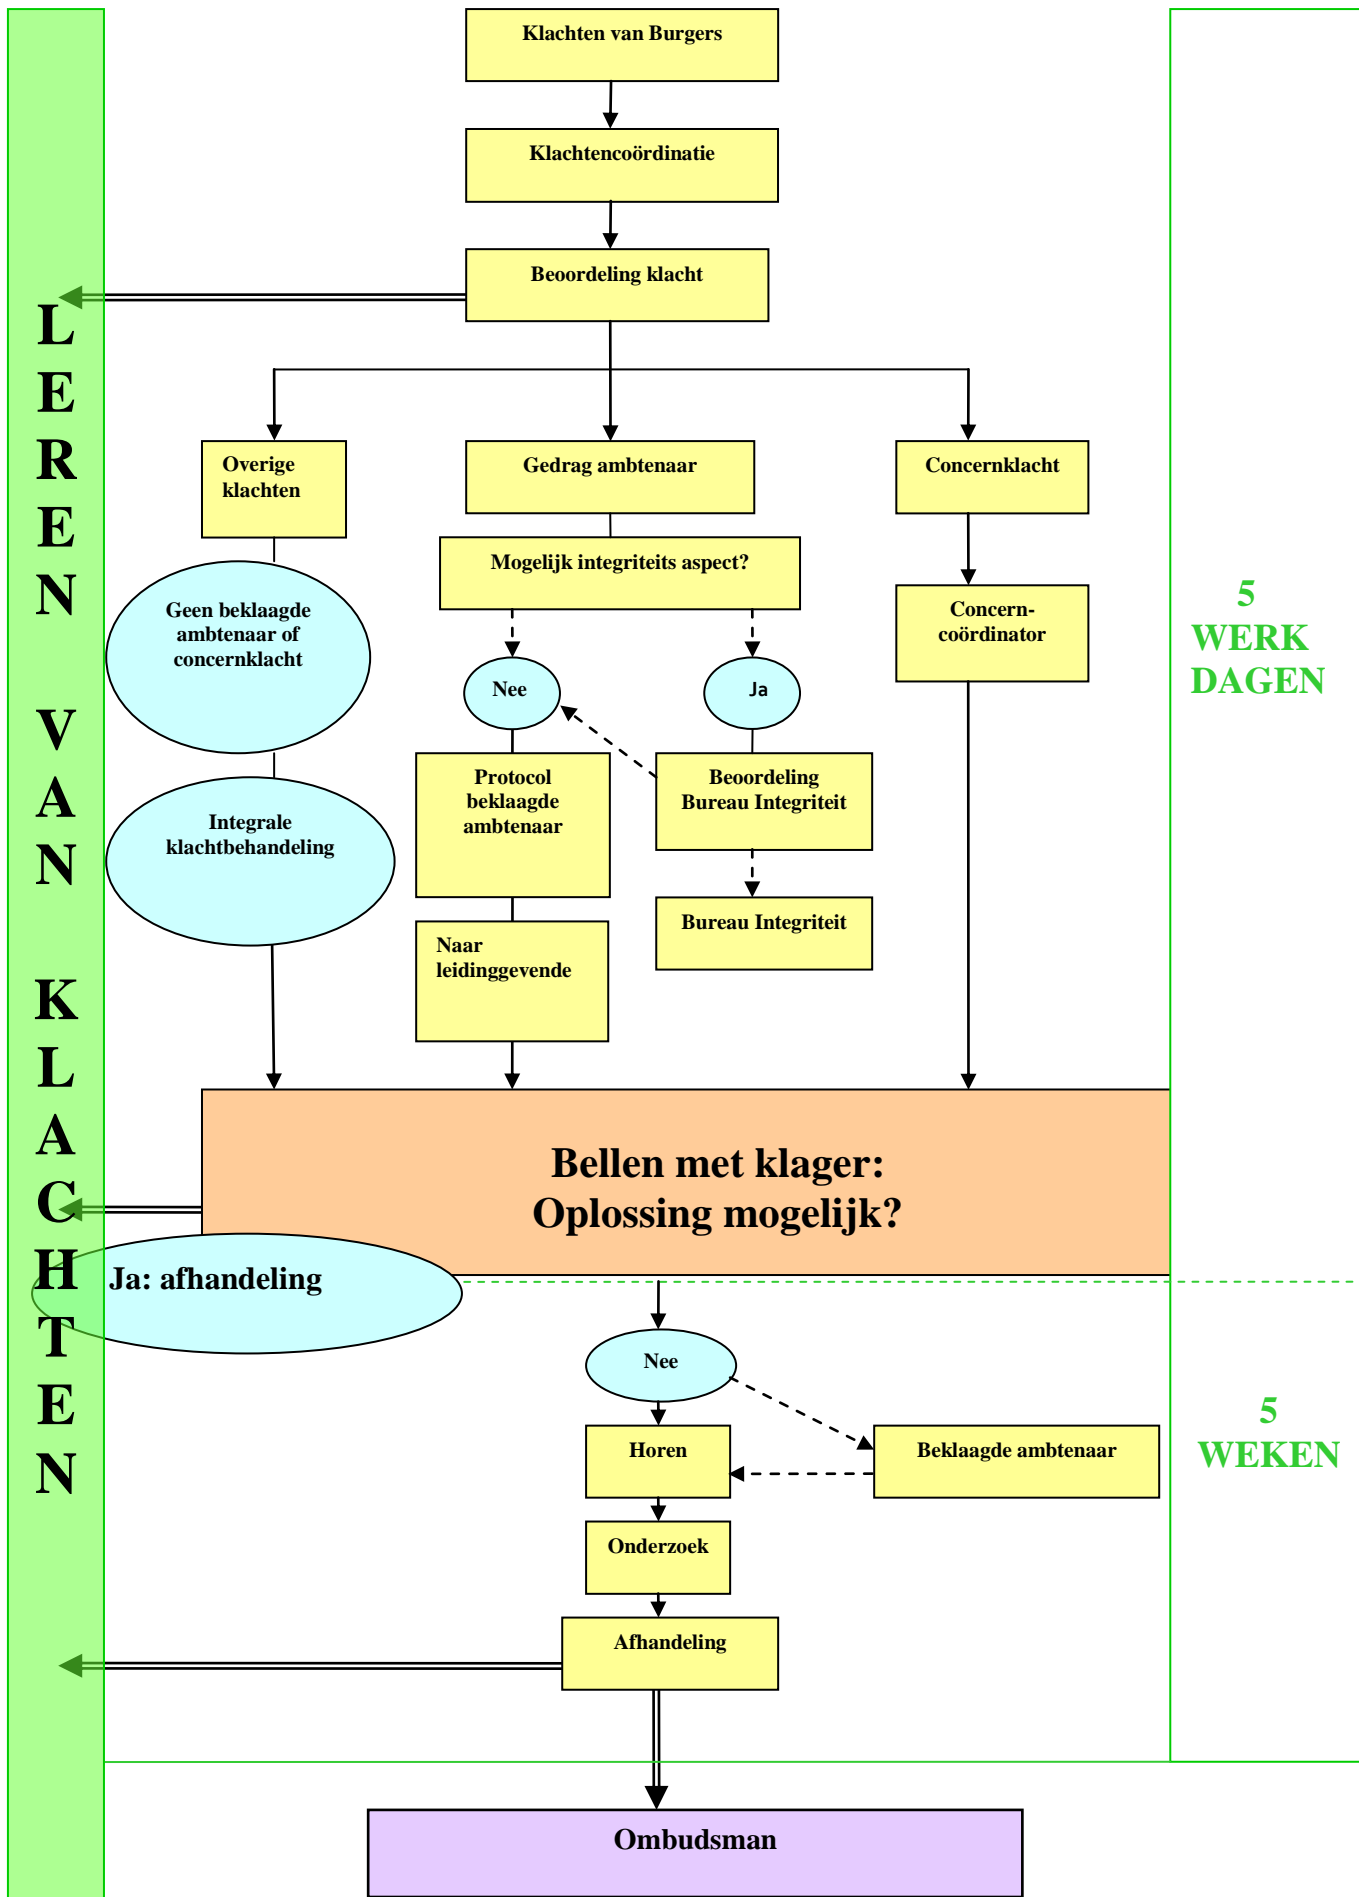 Klachten van Burgers
Klachtencoördinatie
Beoordeling klacht
Overige
klachten
Gedrag ambtenaar
Concernklacht
Mogelijk integriteits aspect?
Geen beklaagde
ambtenaar of
concernklacht
Concern-
coördinator
Nee
Ja
Protocol
beklaagde
ambtenaar
Beoordeling
Bureau Integriteit
Integrale
klachtbehandeling
Bureau Integriteit
Naar
leidinggevende
Bellen met klager:
Oplossing mogelijk?
Ja: afhandeling
Nee
Horen
Beklaagde ambtenaar
Onderzoek
Afhandeling
Ombudsman
L
E
R
E
N
V
A
N
K
L
A
C
H
T
E
N
5
WERK
DAGEN
5
WEKEN